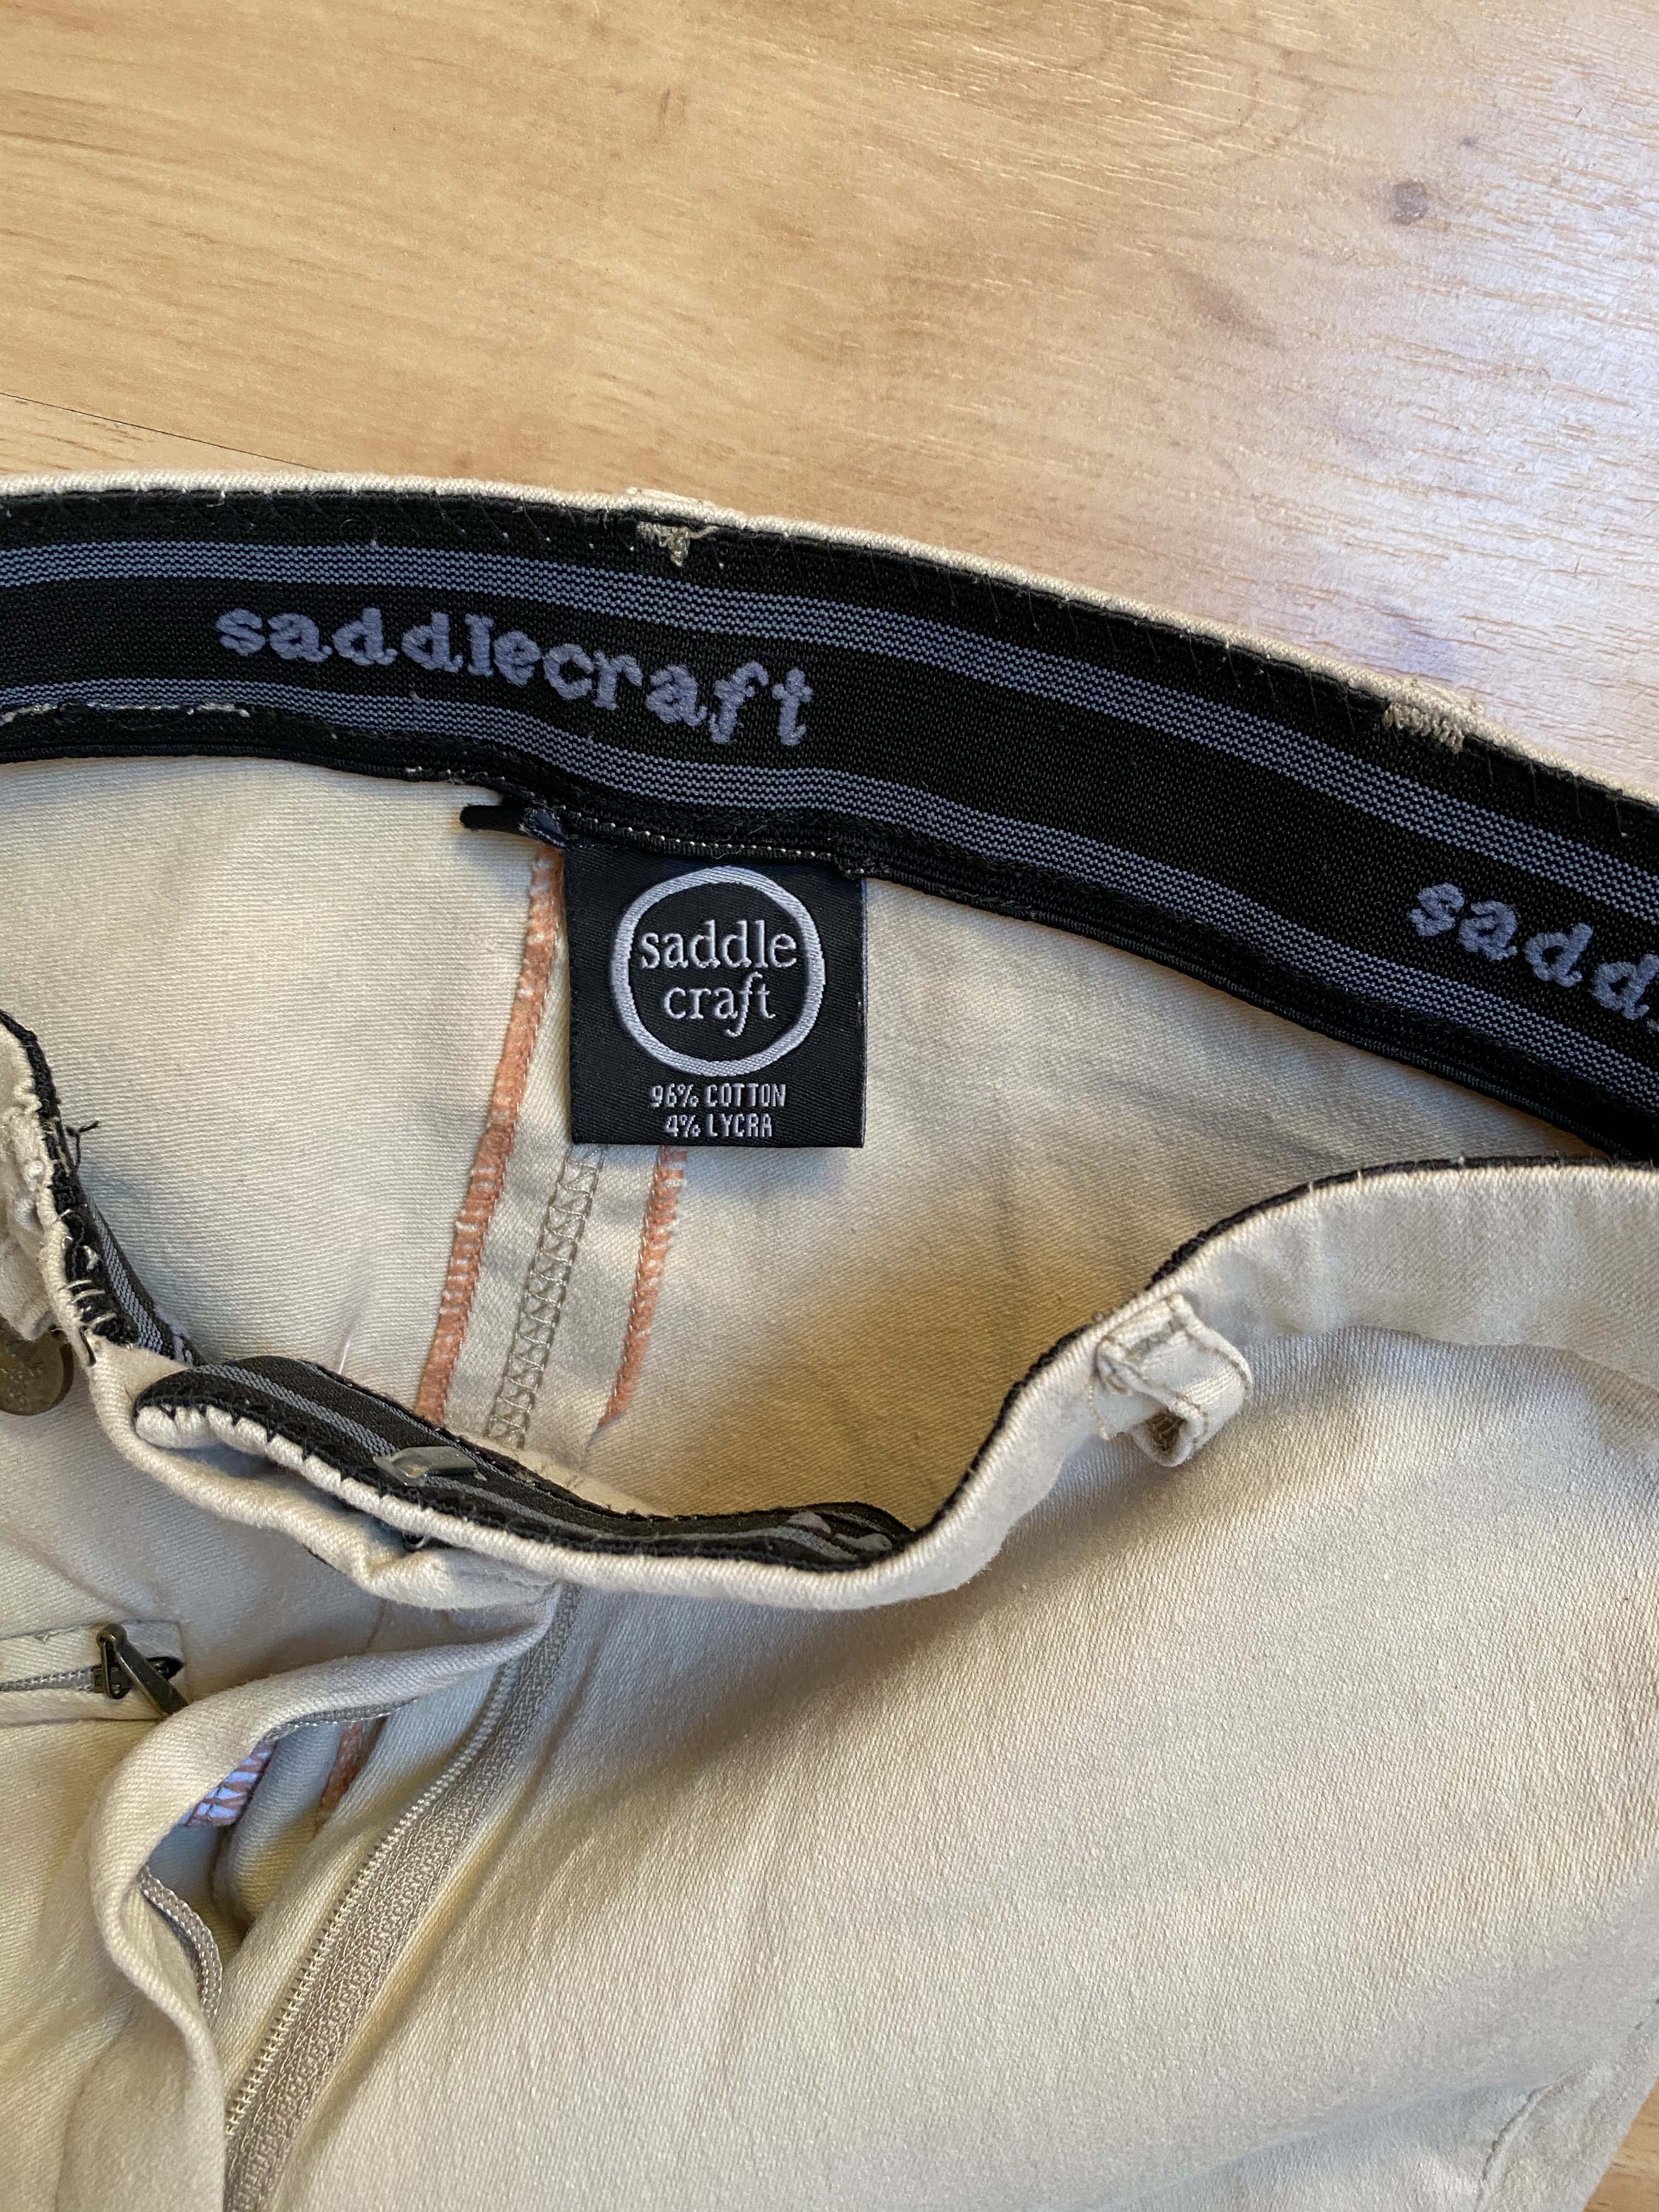 saddlecraft
sadd
saddle
craft
96% COTTON
4% LYCRA